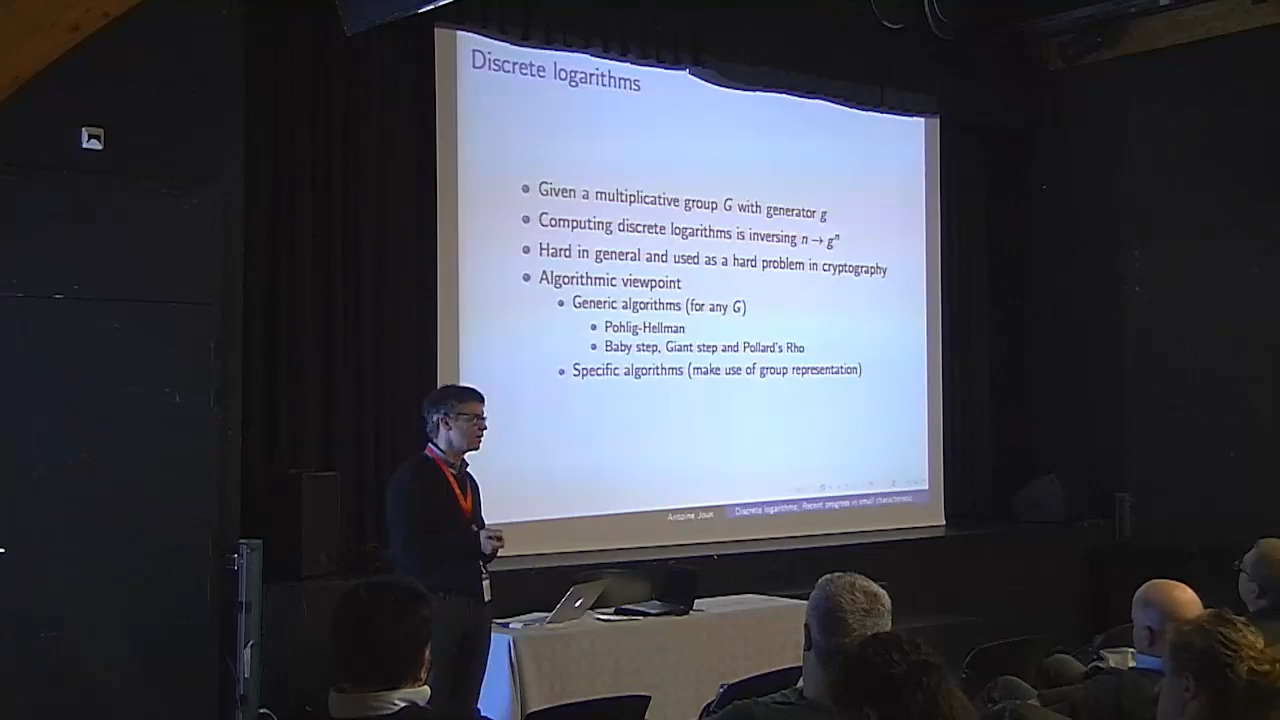 Discrete logarithms
Given a multiplicative group G with generator g
Computing discrete logarithms is inversing n → gⁿ
Hard in general and used as a hard problem in cryptography
Algorithmic viewpoint
Generic algorithms (for any G)
Pohlig-Hellman
Baby step, Giant step and Pollard's Rho
Specific algorithms (make use of group representation)
Antoine Joux Discrete logarithms; Recent progress in small characteristic